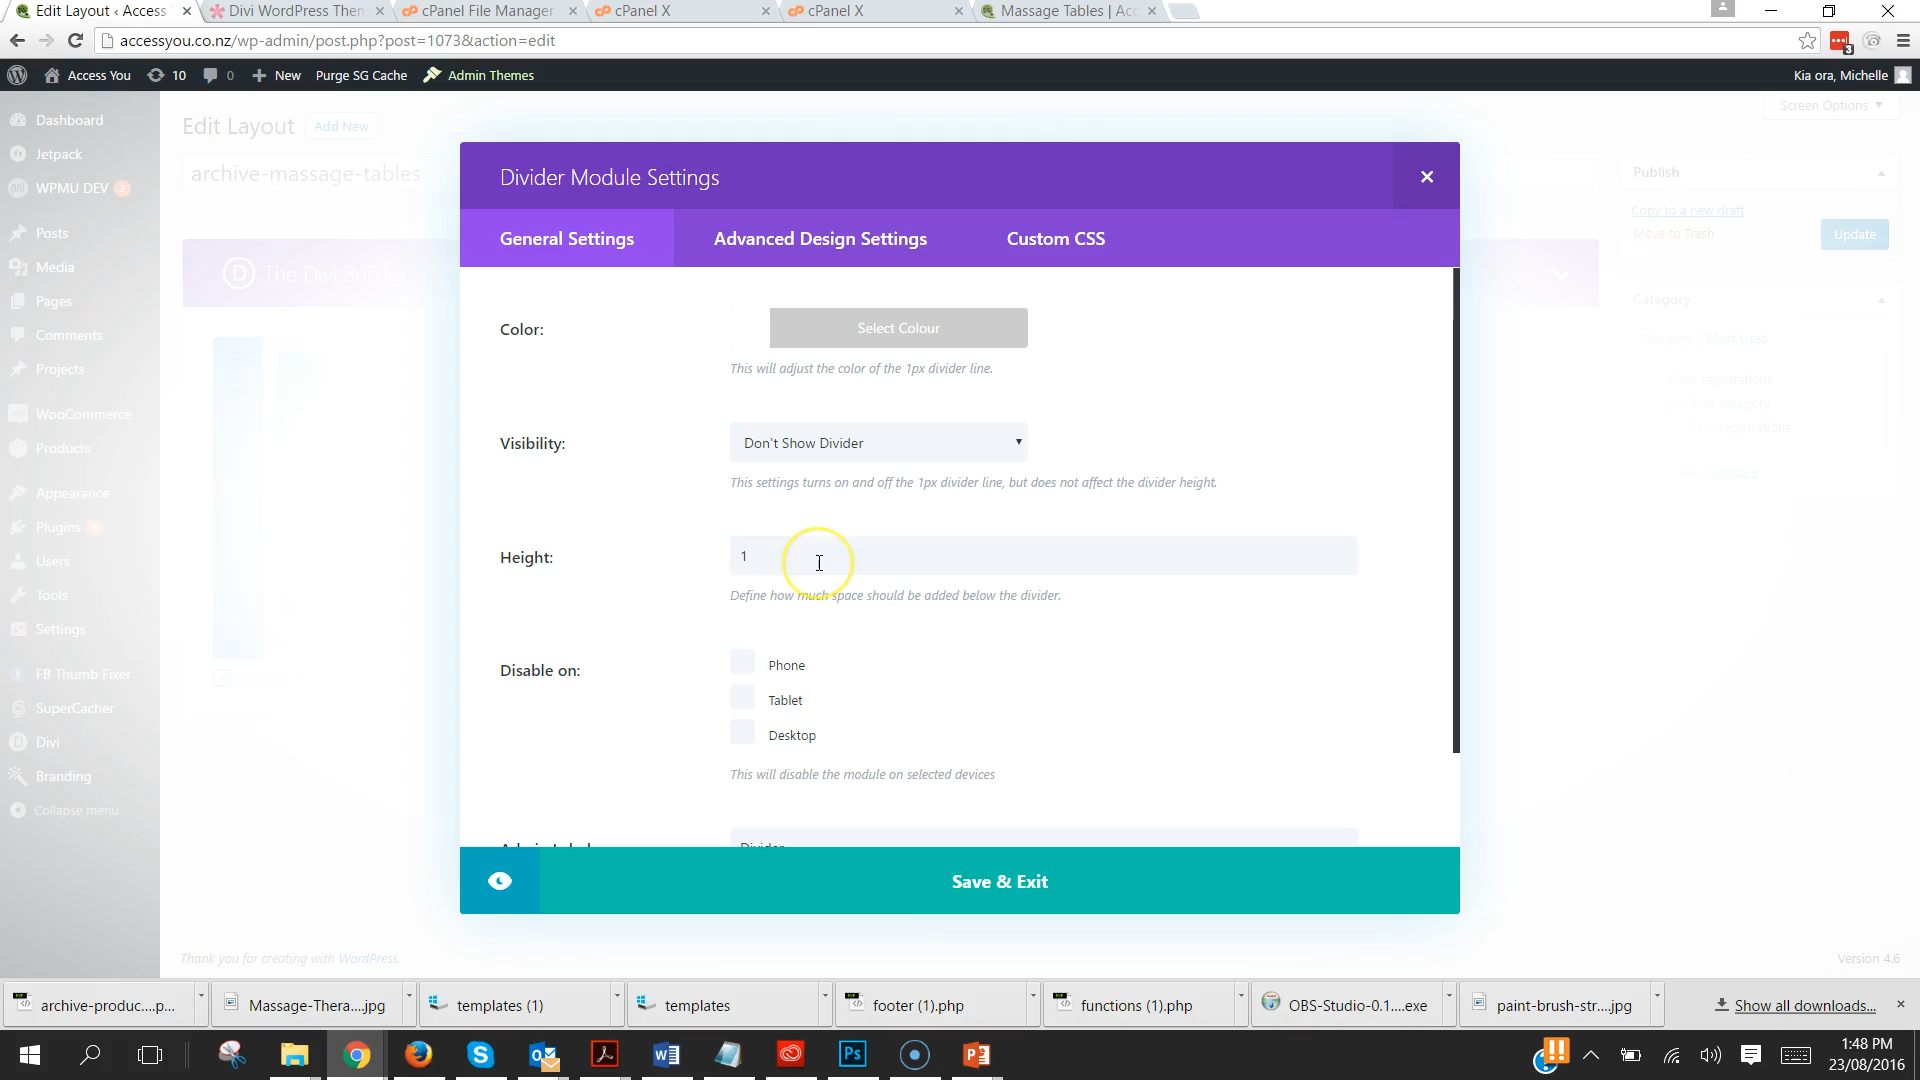 Edit Layout ‹ Access
Divi WordPress Then
cPanel File Manager
cPanel X
cPanel X
Massage Tables | Acc
accessyou.co.nz/wp-admin/post.php?post=1073&action=edit
3
Access You
10
0
New
Purge SG Cache
Admin Themes
Kia ora, Michelle
Screen Options
Dashboard
Jetpack
WPMU DEV 2
Posts
Media
Pages
Comments
Projects
WooCommerce
Products
Appearance
Plugins 6
Users
Tools
Settings
FB Thumb Fixer
SuperCacher
Divi
Branding
Collapse menu
Edit Layout
Add New
archive-massage-tables
The Divi Builder
Divider Module Settings
General Settings
Advanced Design Settings
Custom CSS
Color:
Select Colour
This will adjust the color of the 1px divider line.
Visibility:
Don't Show Divider
This settings turns on and off the 1px divider line, but does not affect the divider height.
Height:
1
Define how much space should be added below the divider.
Disable on:
Phone
Tablet
Desktop
This will disable the module on selected devices
Divider
Save & Exit
Publish
Copy to a new draft
Move to Trash
Update
Category
Most Used
Thank you for creating with WordPress.
Version 4.6
archive-produc....p...
Massage-Thera....jpg
templates (1)
templates
footer (1).php
functions (1).php
OBS-Studio-0.1....exe
paint-brush-str....jpg
Show all downloads...
1:48 PM
23/08/2016